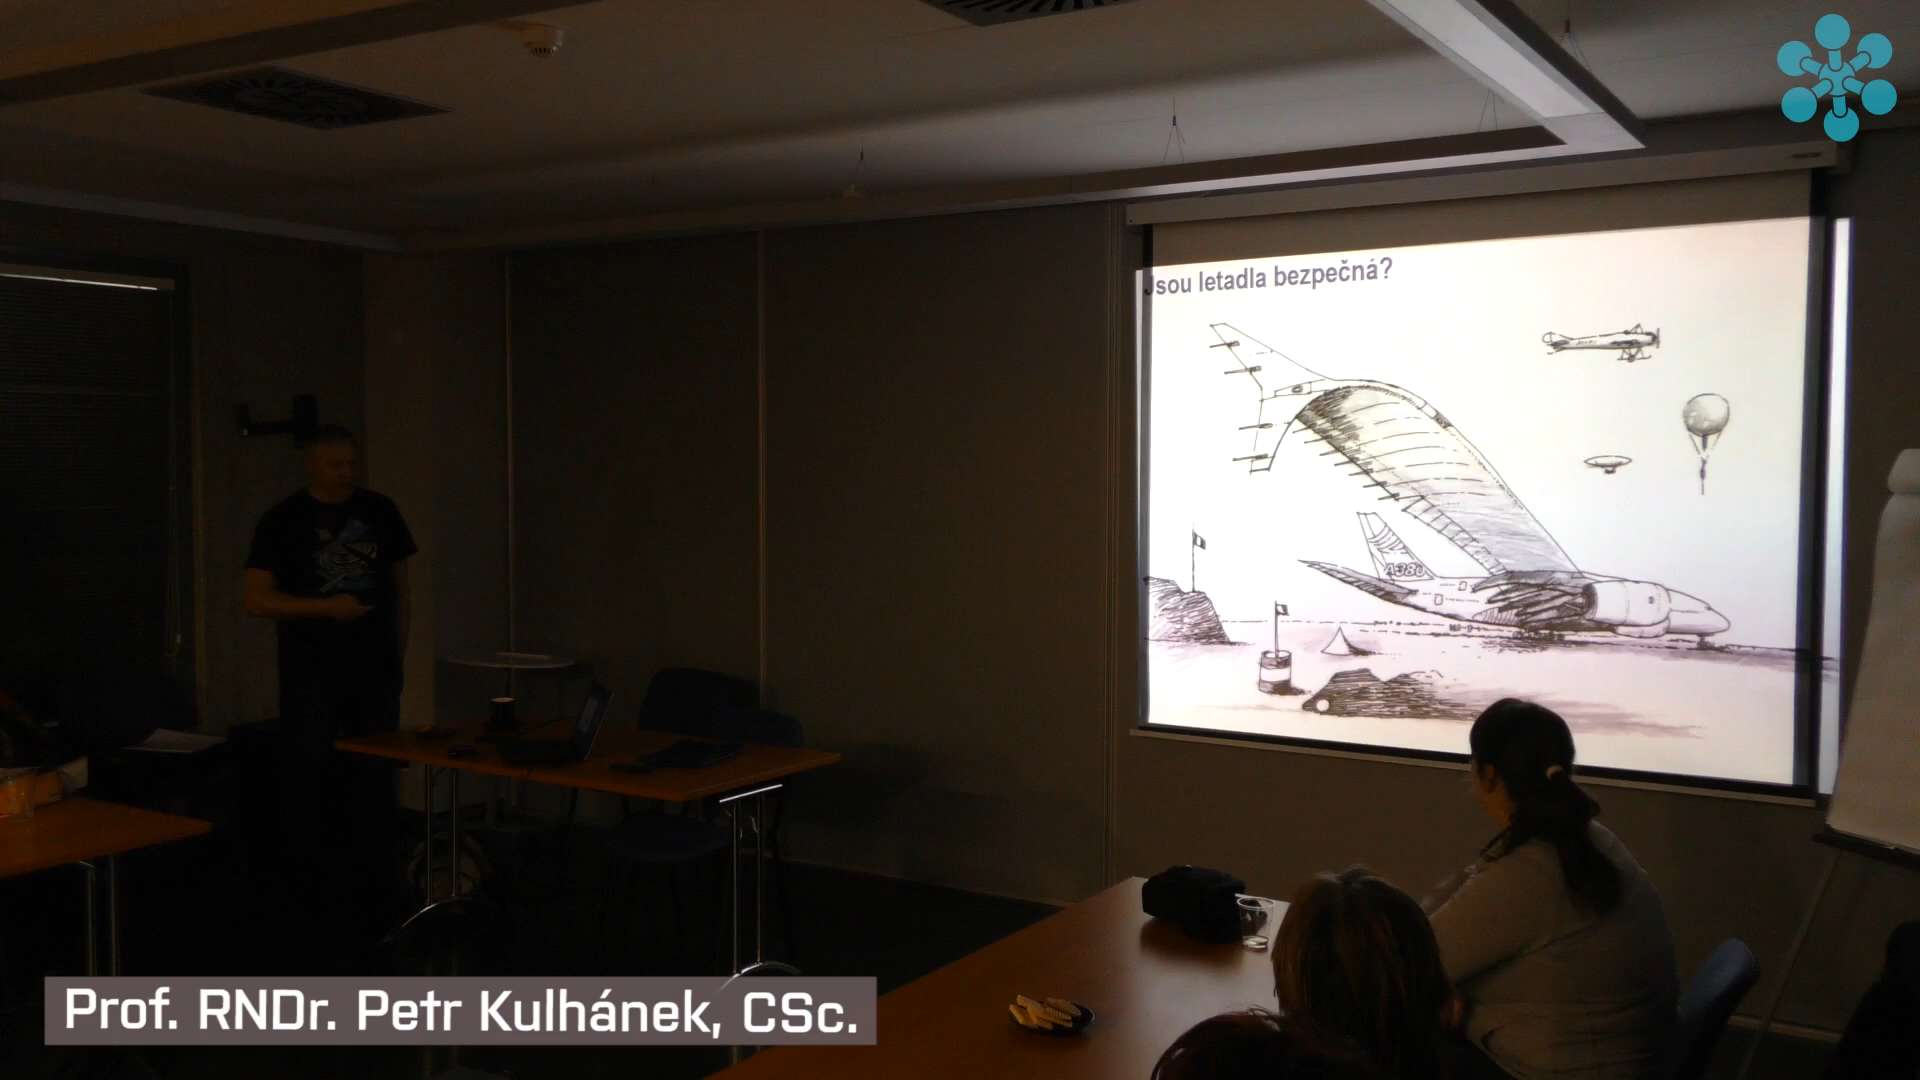 Jsou letadla bezpečná?
A380
Prof. RNDr. Petr Kulhánek, CSc.